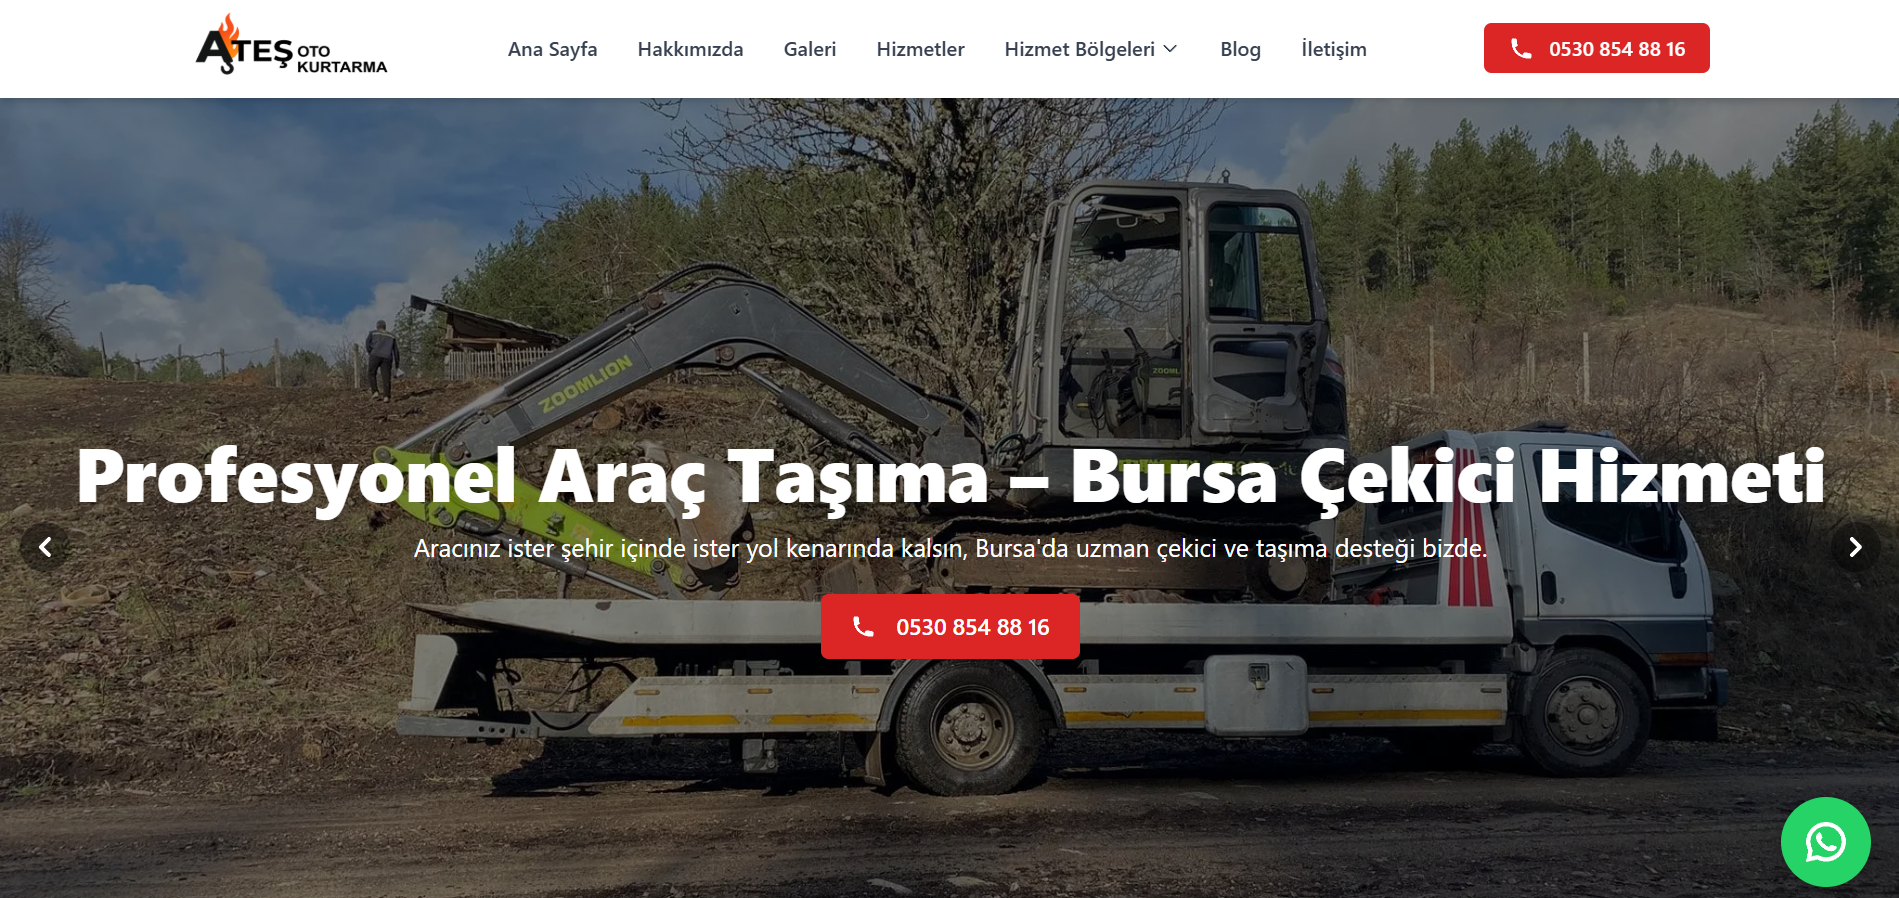 ATEŞ OTO
KURTARMA
Ana Sayfa
Hakkımızda
Galeri
Hizmetler
Hizmet Bölgeleri
Blog
İletişim
0530 854 88 16
ZOOMLION
Profesyonel Araç Taşıma – Bursa Çekici Hizmeti
Aracınız ister şehir içinde ister yol kenarında kalsın, Bursa'da uzman çekici ve taşıma desteği bizde.
0530 854 88 16